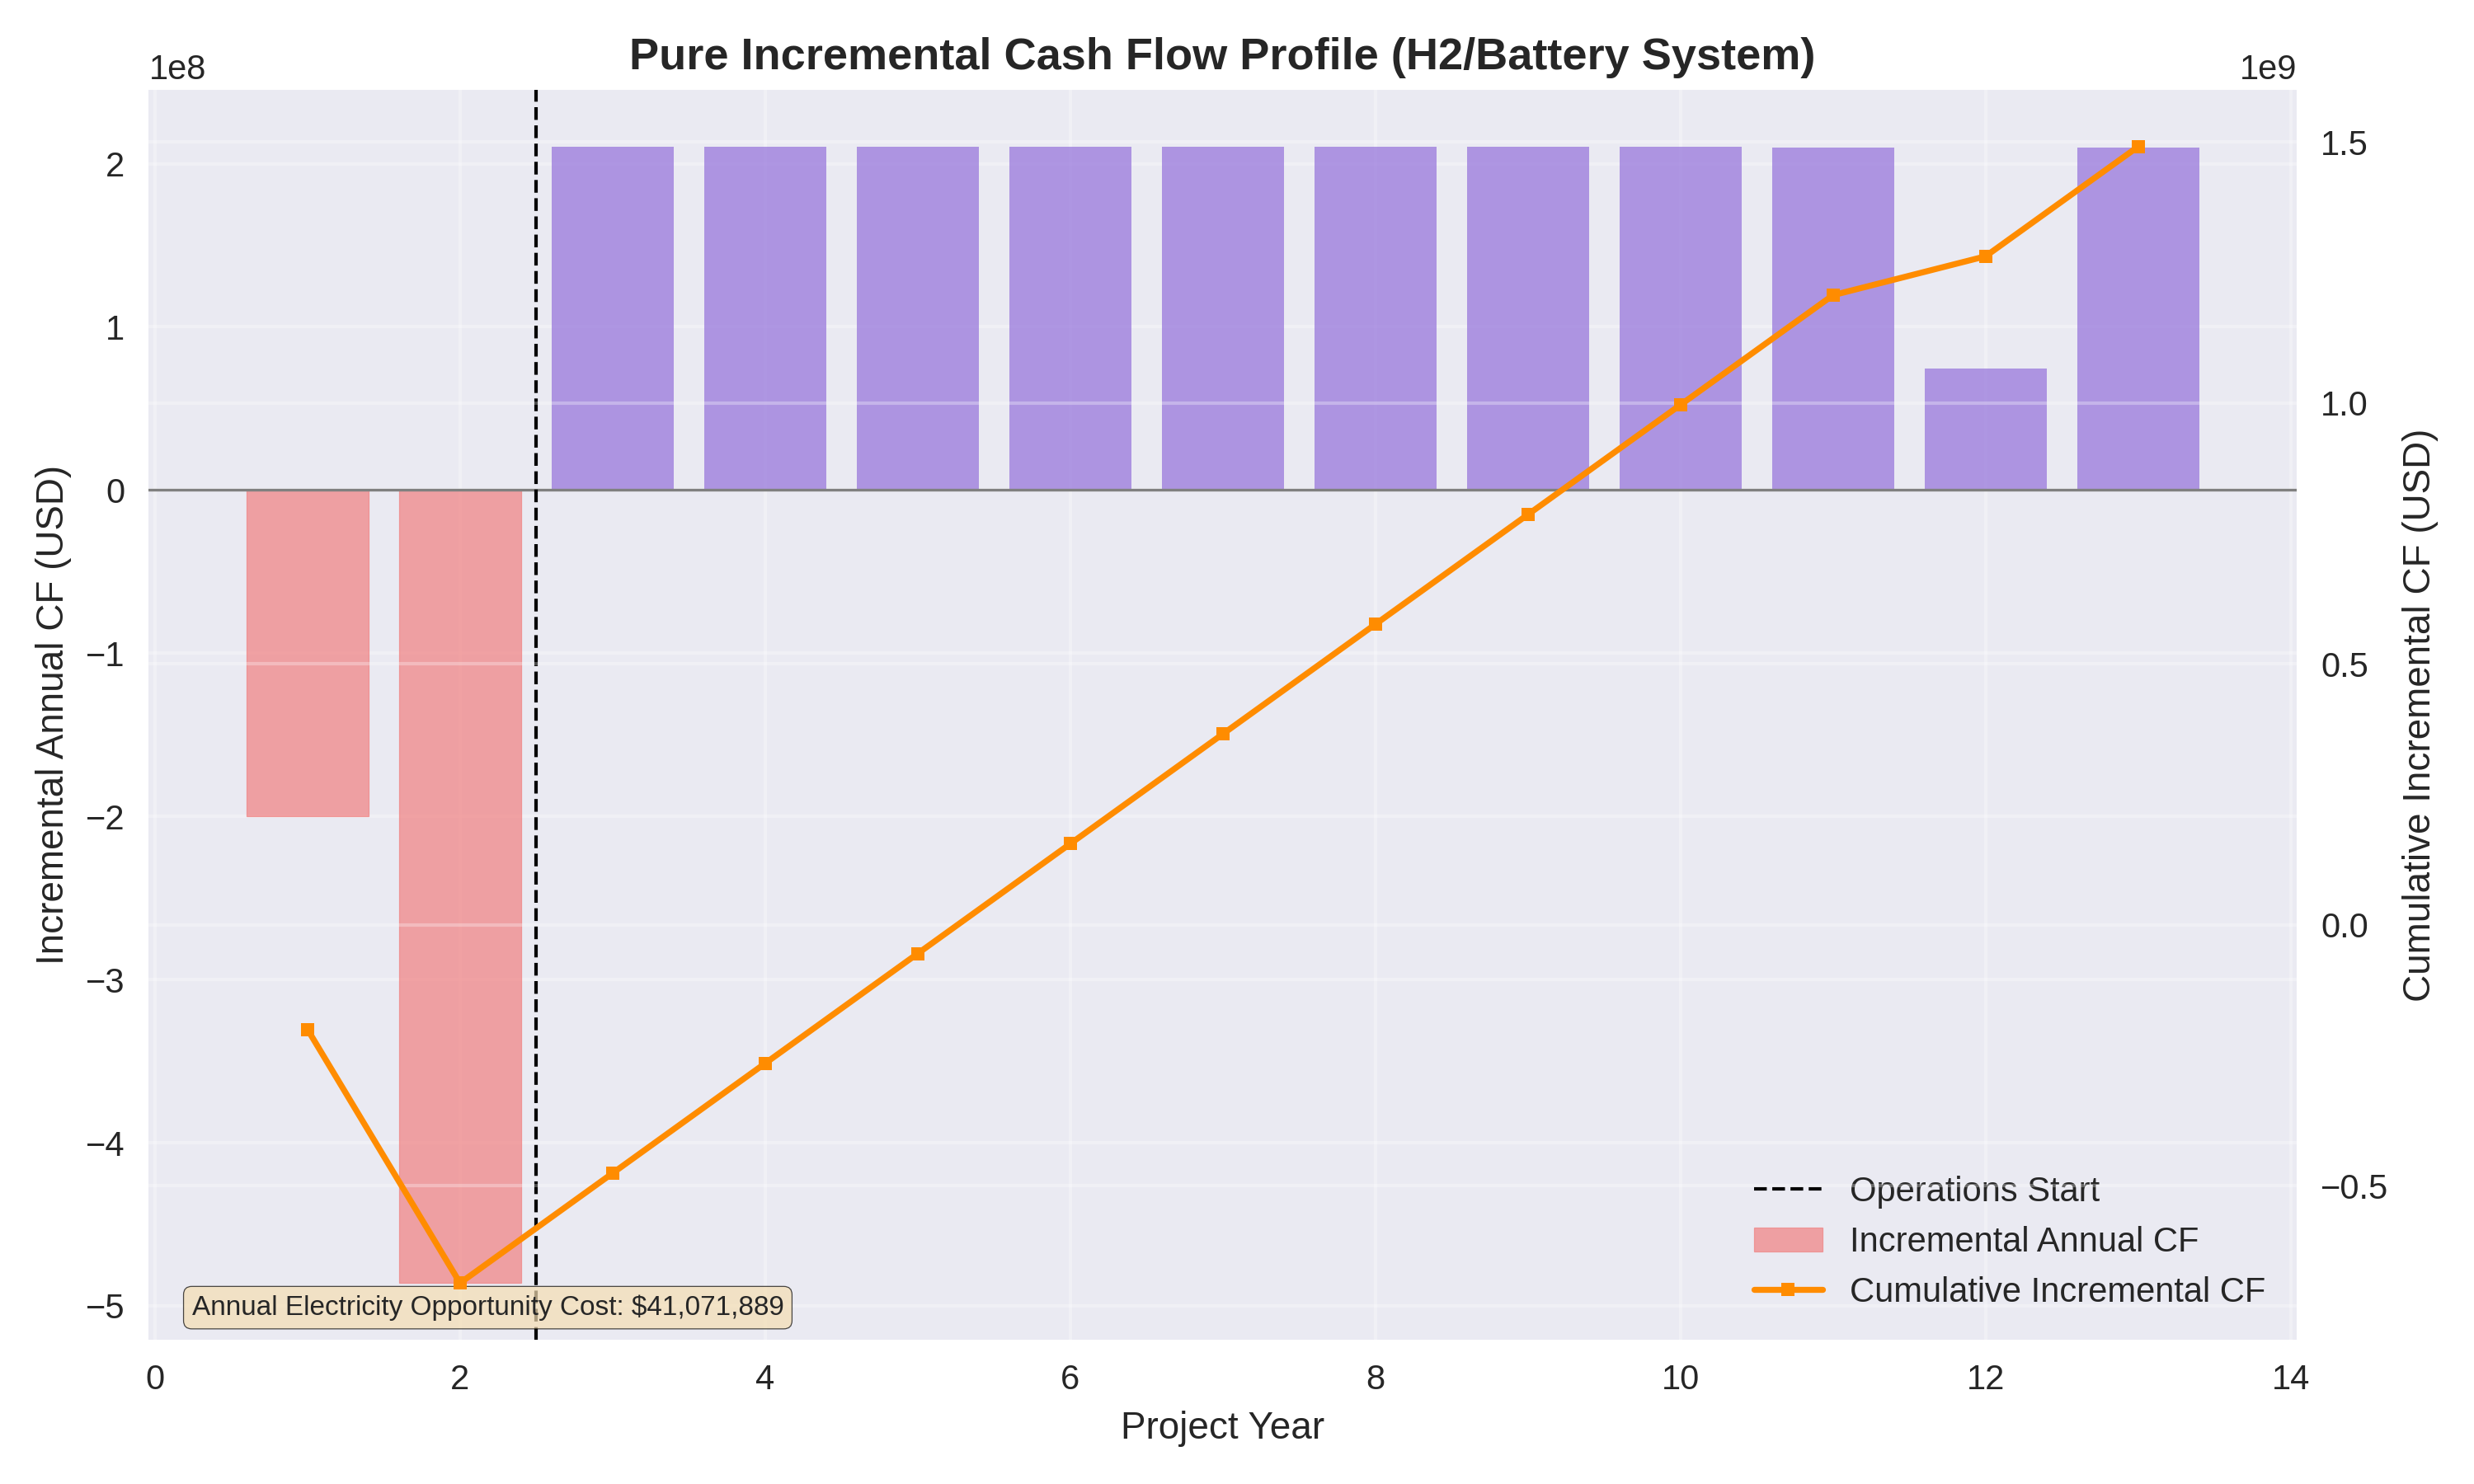 Pure Incremental Cash Flow Profile (H2/Battery System)
1e8
1e9
Incremental Annual CF (USD)
2
1
0
−1
−2
−3
−4
−5
1.5
1.0
0.5
0.0
−0.5
Cumulative Incremental CF (USD)
Operations Start
Incremental Annual CF
Cumulative Incremental CF
Annual Electricity Opportunity Cost: $41,071,889
0 2 4 6 8 10 12 14
Project Year